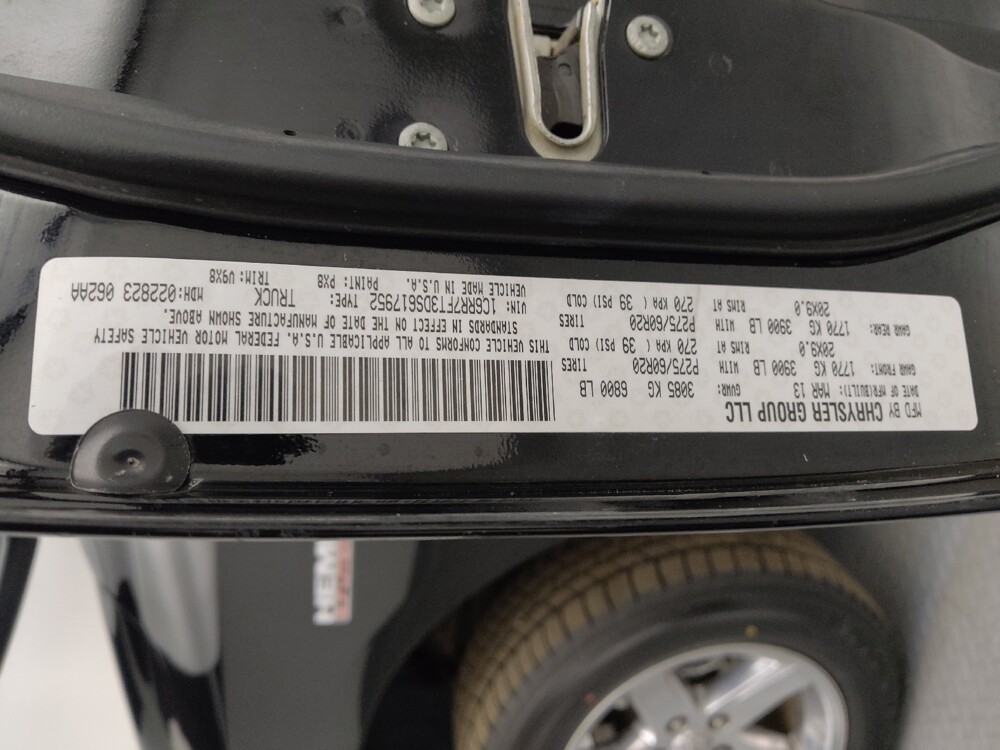 MFD BY CHRYSLER GROUP LLC
DATE OF MFR(BUILT): MAR 13 GVWR: 3085 KG 6800 LB
GAWR FRONT: 1770 KG 3900 LB WITH P275/60R20 TIRES
20X9.0 RIMS AT 270 KPA ( 39 PSI) COLD
GAWR REAR: 1770 KG 3900 LB WITH P275/60R20 TIRES
20X9.0 RIMS AT 270 KPA ( 39 PSI) COLD
THIS VEHICLE CONFORMS TO ALL APPLICABLE U.S.A. FEDERAL MOTOR VEHICLE SAFETY
STANDARDS IN EFFECT ON THE DATE OF MANUFACTURE SHOWN ABOVE.
VIN: 1C6RR7FT3DS617952 TYPE: TRUCK MDH:022823 062AA
VEHICLE MADE IN U.S.A. PAINT: PX8 TRIM: V9X8
HEM